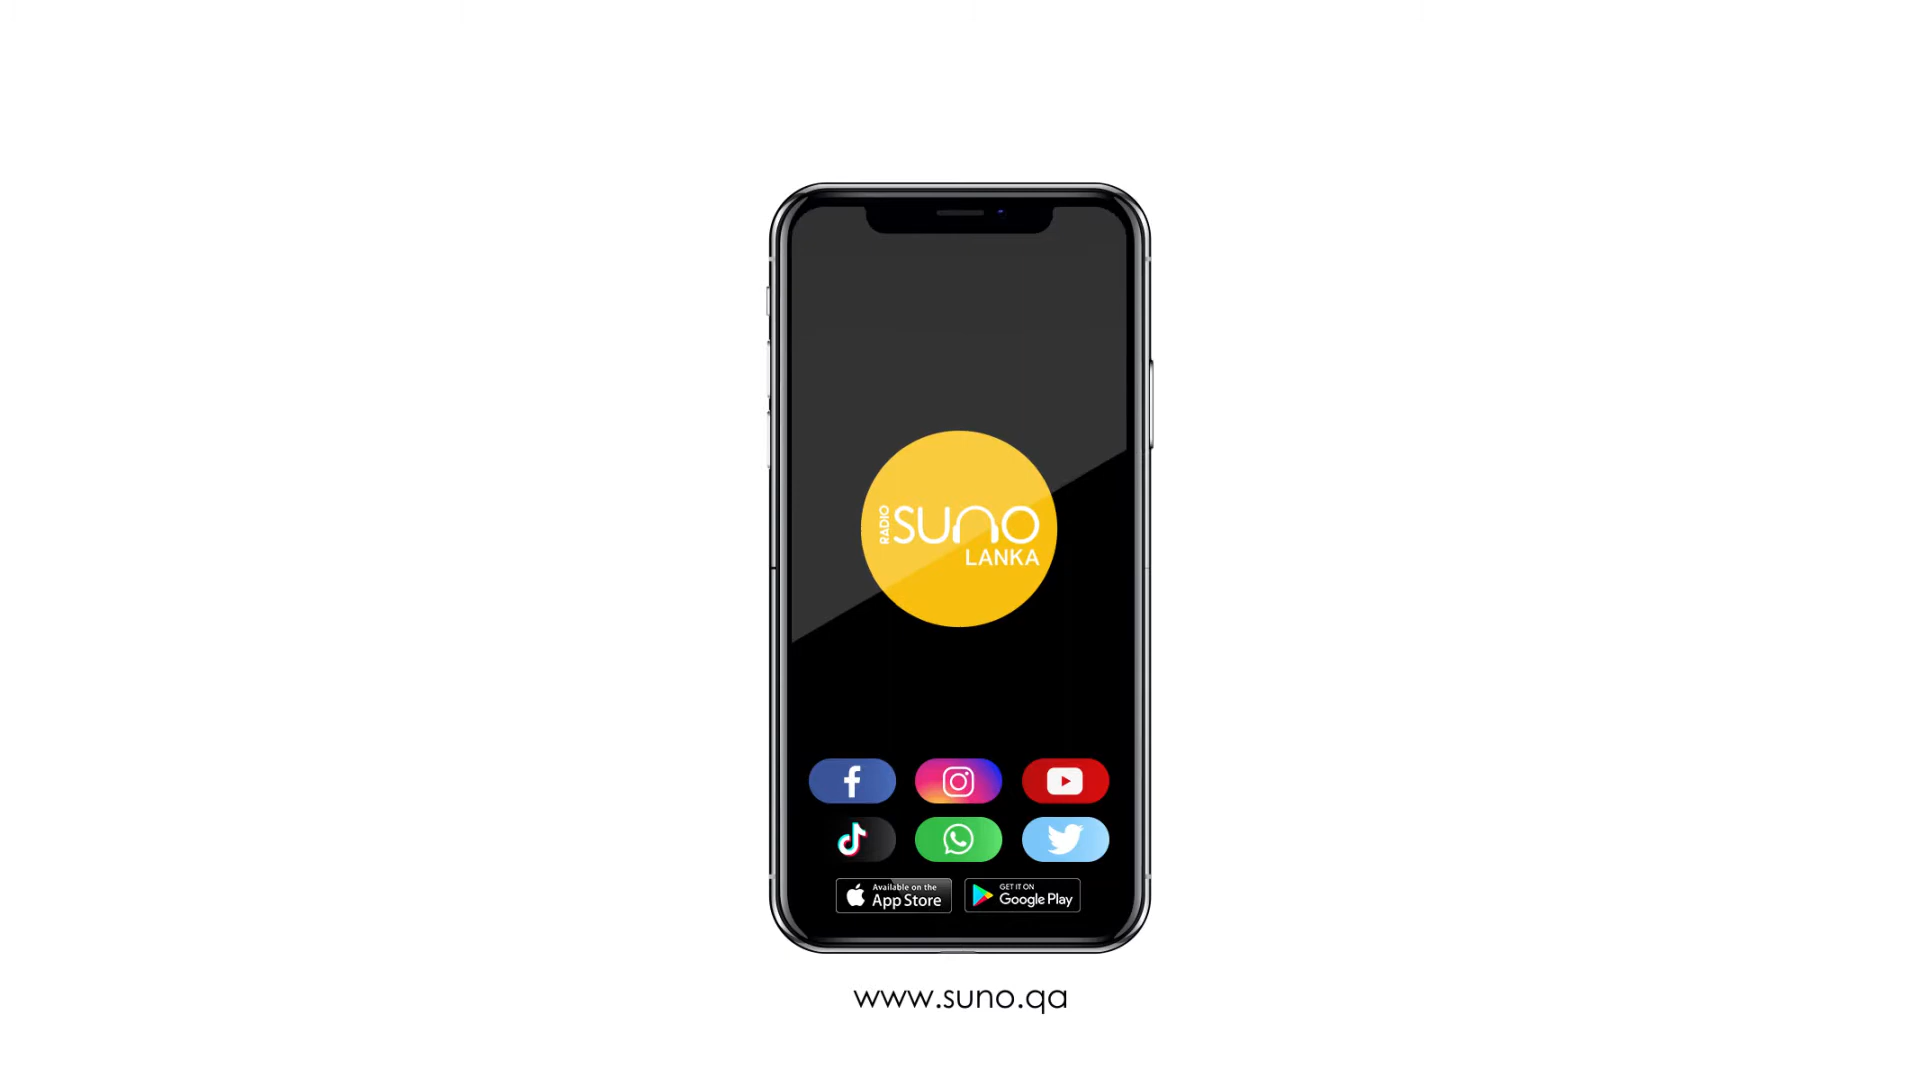 RADIO
SUNO
LANKA
Available on the
App Store
GET IT ON
Google Play
www.suno.qa